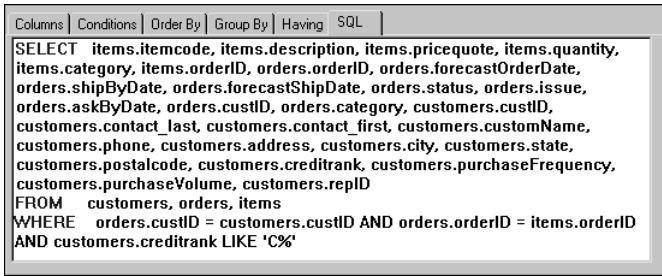 Columns Conditions Order By Group By Having SQL
SELECT items.itemcode, items.description, items.pricequote, items.quantity,
items.category, items.orderID, orders.orderID, orders.forecastOrderDate,
orders.shipByDate, orders.forecastShipDate, orders.status, orders.issue,
orders.askByDate, orders.custID, orders.category, customers.custID,
customers.contact_last, customers.contact_first, customers.customName,
customers.phone, customers.address, customers.city, customers.state,
customers.postalcode, customers.creditrank, customers.purchaseFrequency,
customers.purchaseVolume, customers.repID
FROM customers, orders, items
WHERE orders.custID = customers.custID AND orders.orderID = items.orderID
AND customers.creditrank LIKE 'C%'